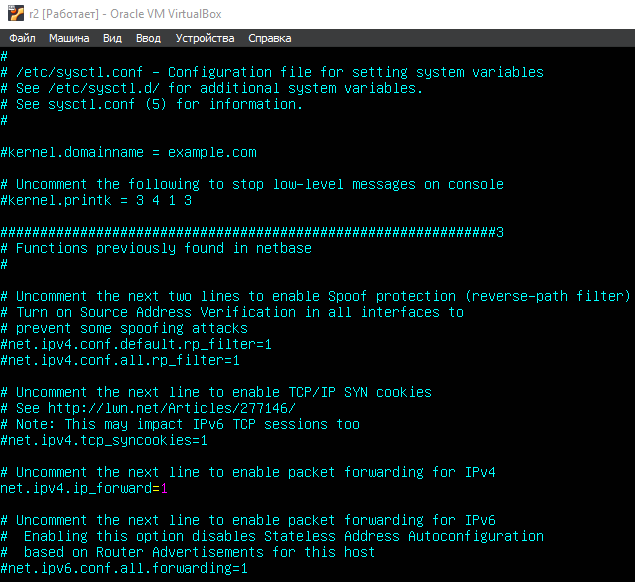 r2 [Работает] - Oracle VM VirtualBox
Файл Машина Вид Ввод Устройства Справка
#
# /etc/sysctl.conf - Configuration file for setting system variables
# See /etc/sysctl.d/ for additional system variables.
# See sysctl.conf (5) for information.
#
#kernel.domainname = example.com
# Uncomment the following to stop low-level messages on console
#kernel.printk = 3 4 1 3
##############################################################3
# Functions previously found in netbase
#
# Uncomment the next two lines to enable Spoof protection (reverse-path filter)
# Turn on Source Address Verification in all interfaces to
# prevent some spoofing attacks
#net.ipv4.conf.default.rp_filter=1
#net.ipv4.conf.all.rp_filter=1
# Uncomment the next line to enable TCP/IP SYN cookies
# See http://lwn.net/Articles/277146/
# Note: This may impact IPv6 TCP sessions too
#net.ipv4.tcp_syncookies=1
# Uncomment the next line to enable packet forwarding for IPv4
net.ipv4.ip_forward=1
# Uncomment the next line to enable packet forwarding for IPv6
#  Enabling this option disables Stateless Address Autoconfiguration
#  based on Router Advertisements for this host
#net.ipv6.conf.all.forwarding=1